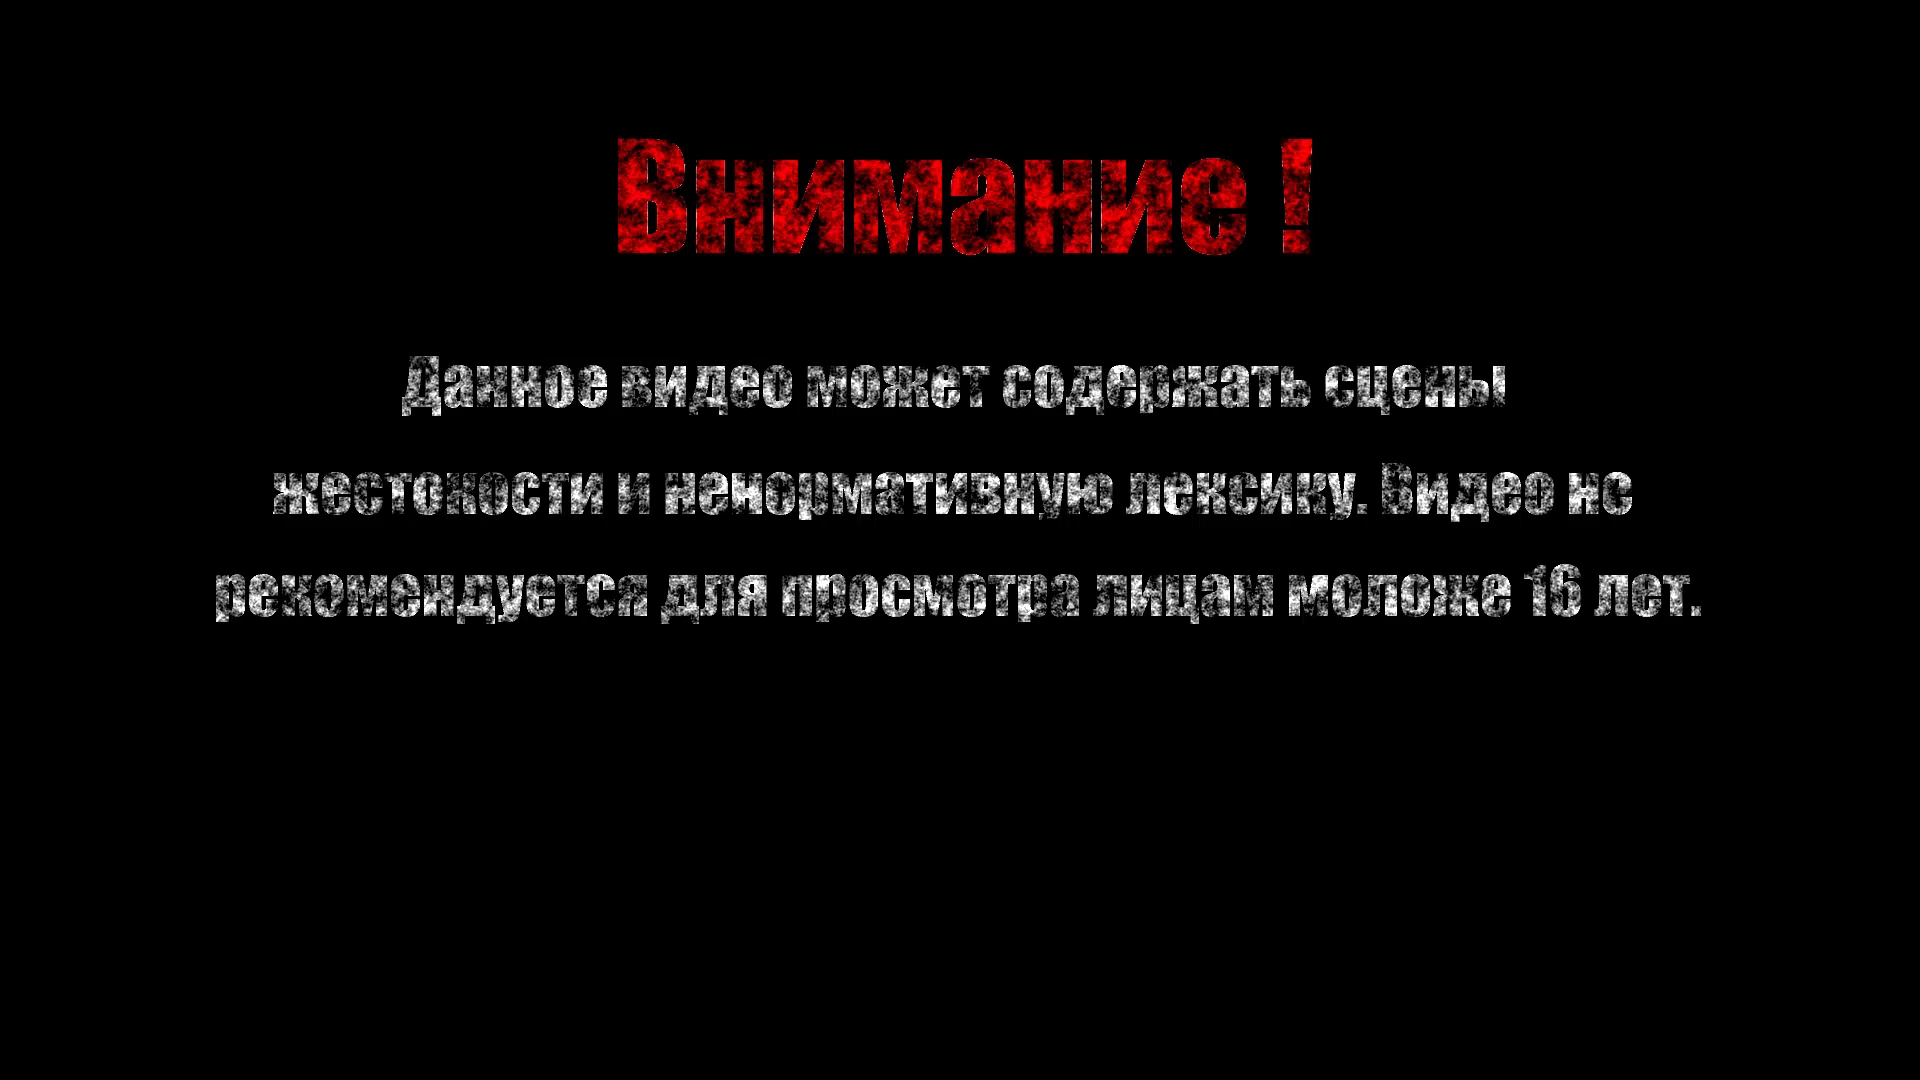 Внимание !
Данное видео может содержать сцены
жестокости и ненормативную лексику. Видео не
рекомендуется для просмотра лицам моложе 16 лет.